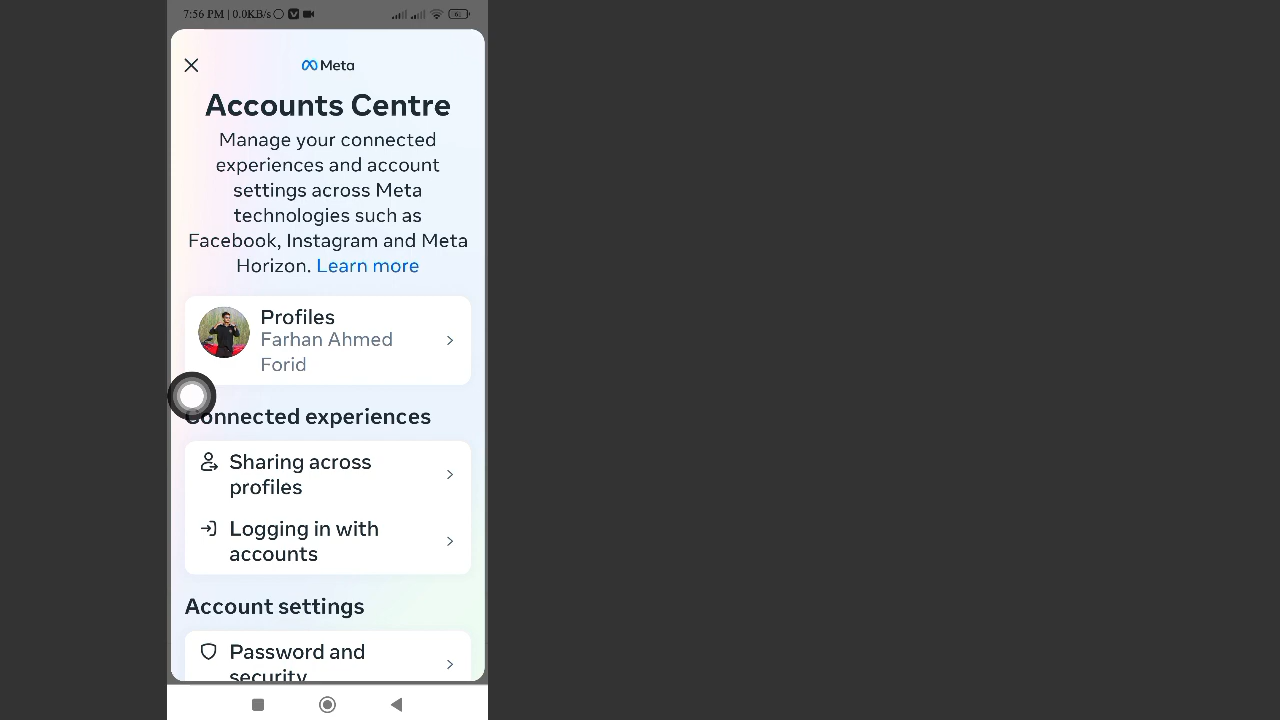 7:56 PM | 0.0KB/s
Meta
Accounts Centre
Manage your connected
experiences and account
settings across Meta
technologies such as
Facebook, Instagram and Meta
Horizon. Learn more
Profiles
Farhan Ahmed
Forid
Connected experiences
Sharing across
profiles
Logging in with
accounts
Account settings
Password and
security